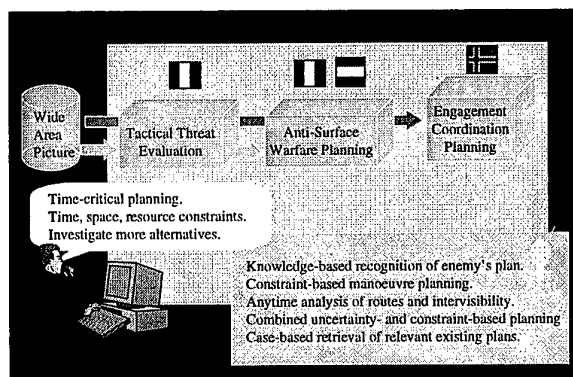 Wide
Area
Picture
Tactical Threat
Evaluation
Anti-Surface
Warfare Planning
Engagement
Coordination
Planning
Time-critical planning.
Time, space, resource constraints.
Investigate more alternatives.
Knowledge-based recognition of enemy's plan.
Constraint-based manoeuvre planning.
Anytime analysis of routes and intervisibility.
Combined uncertainty- and constraint-based planning
Case-based retrieval of relevant existing plans.